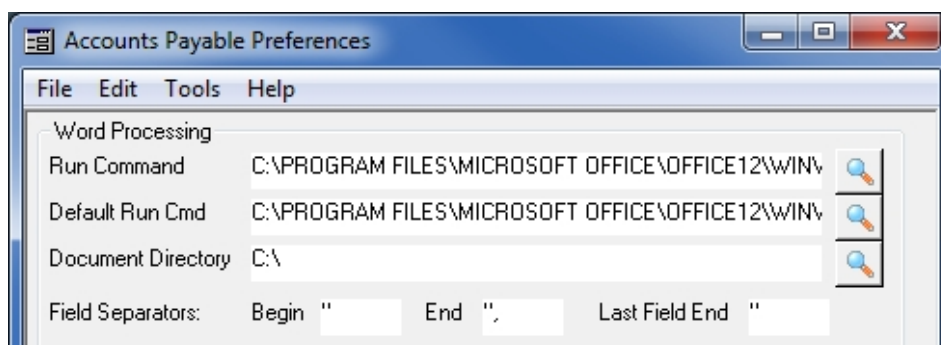 Accounts Payable Preferences
File Edit Tools Help
Word Processing
Run Command C:\PROGRAM FILES\MICROSOFT OFFICE\OFFICE12\WIN\
Default Run Cmd C:\PROGRAM FILES\MICROSOFT OFFICE\OFFICE12\WIN\
Document Directory C:\
Field Separators: Begin " End ", Last Field End "